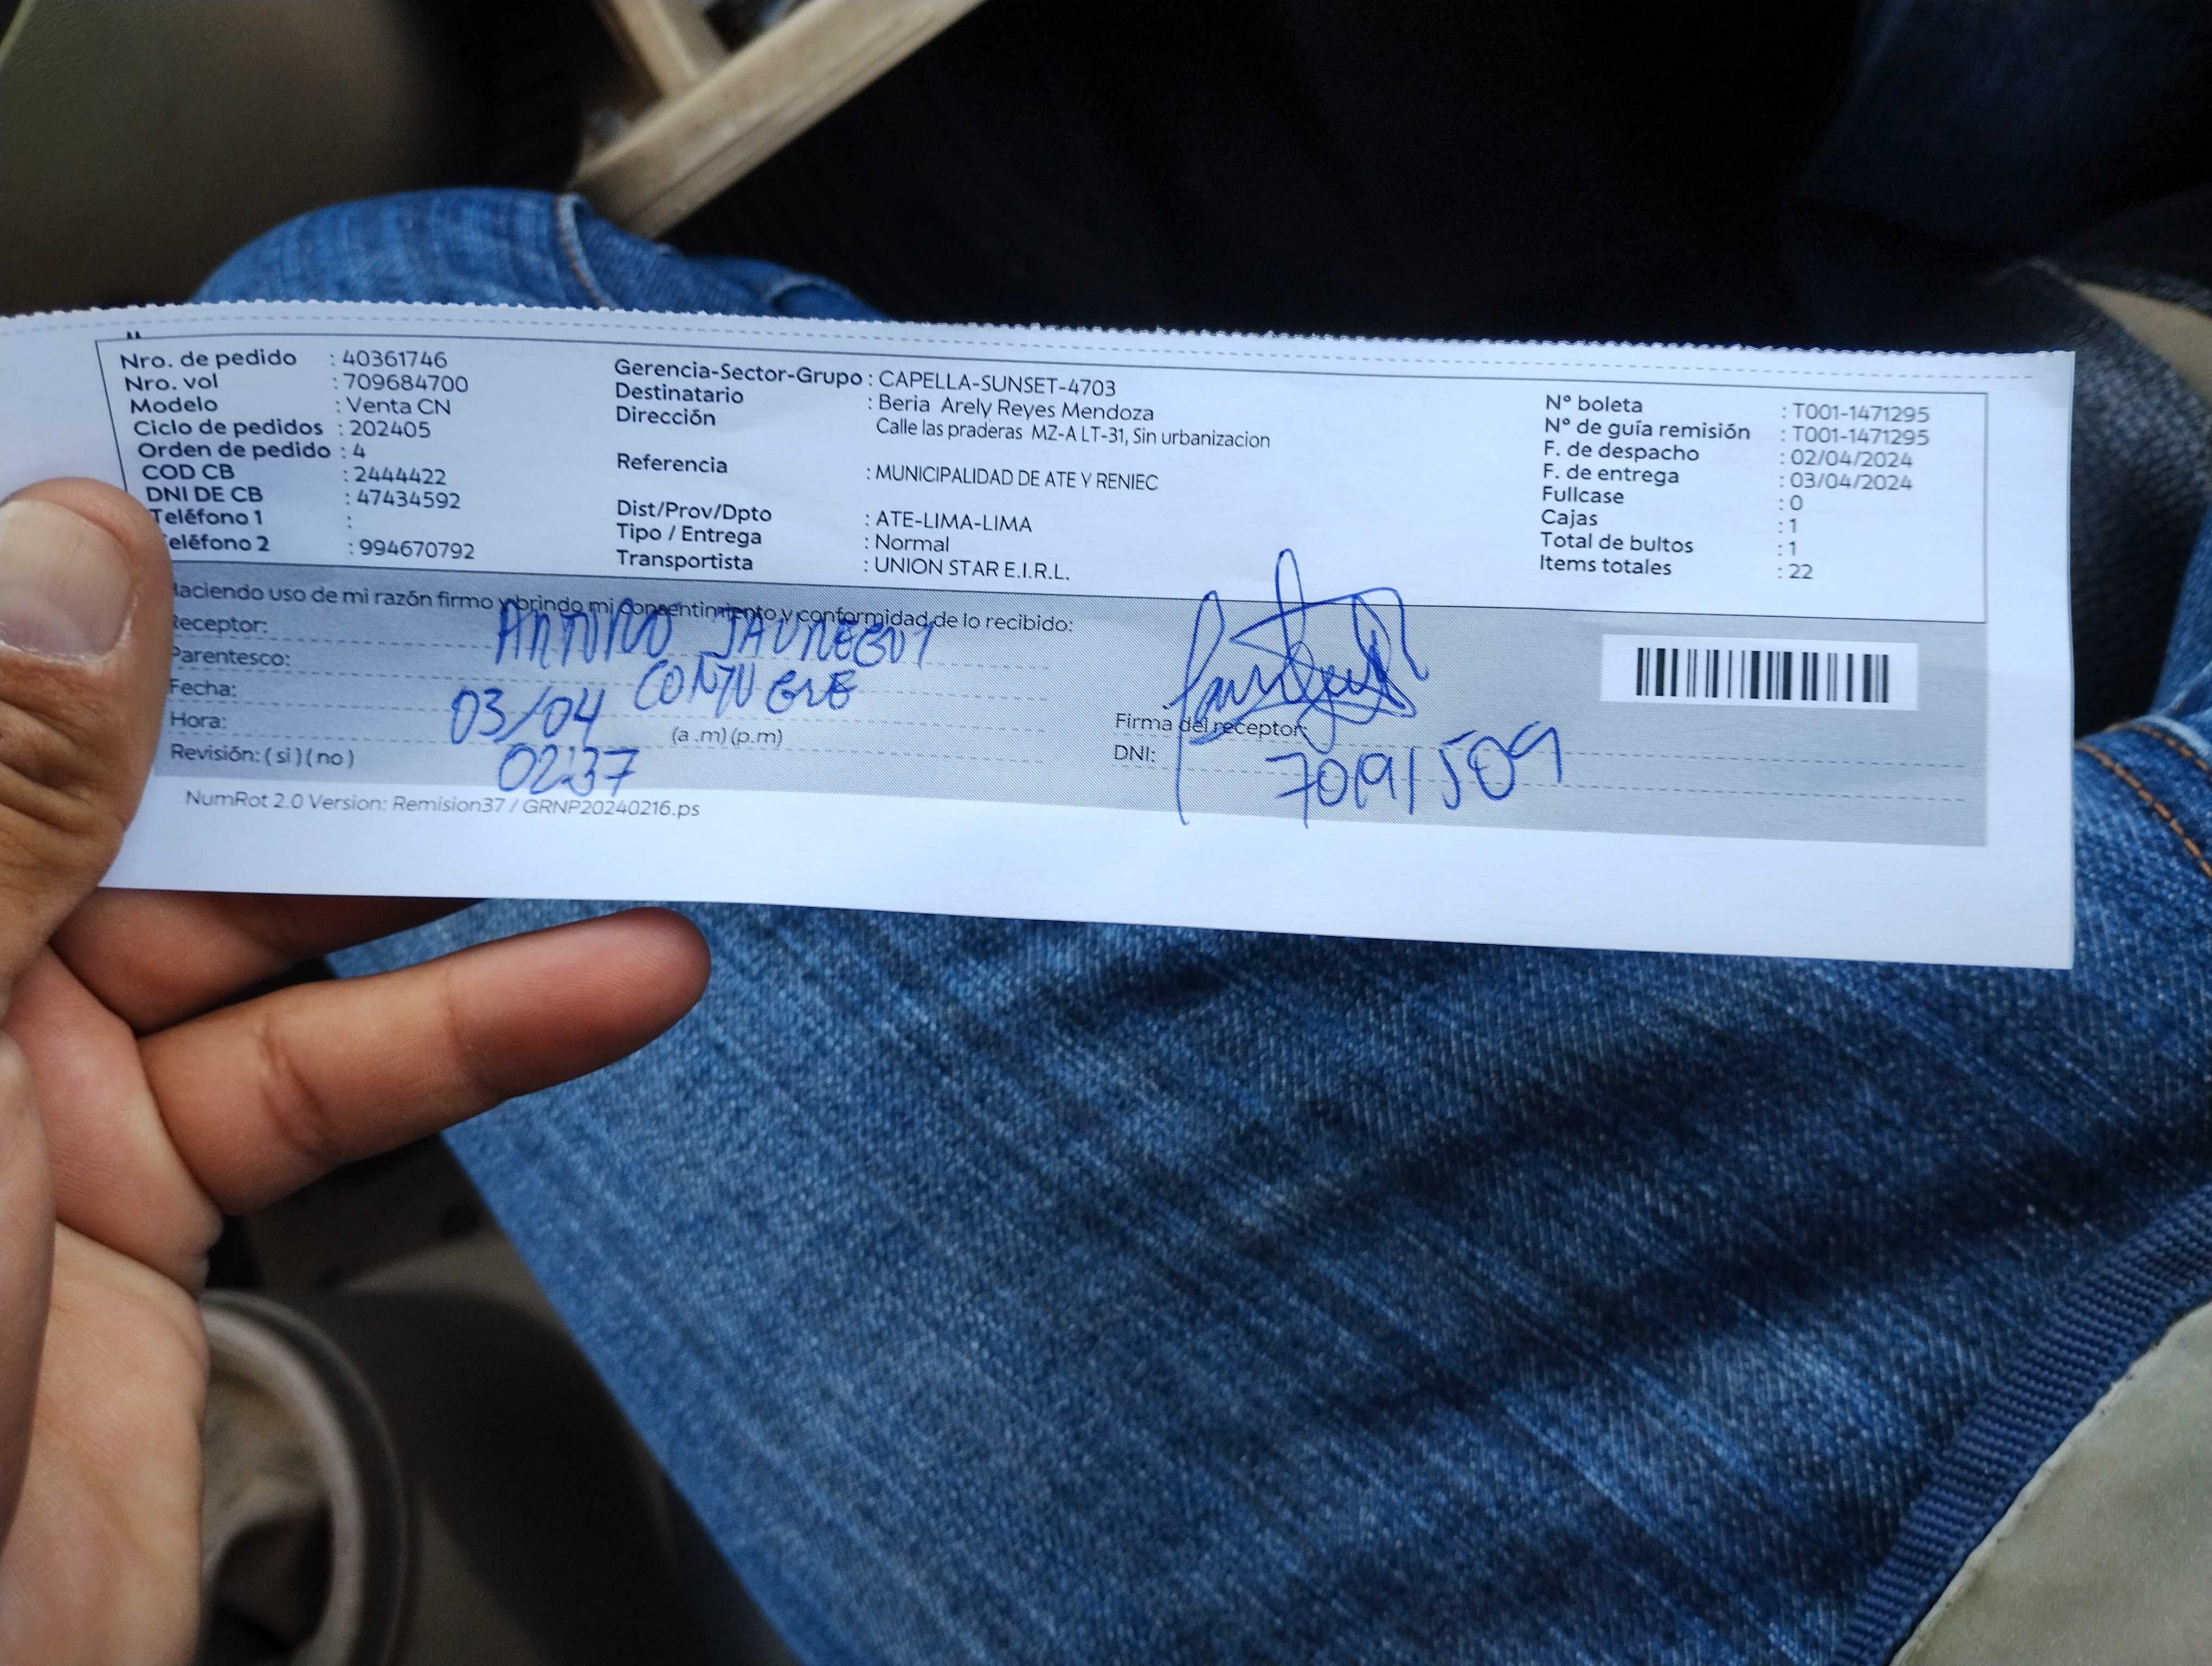 Nro. de pedido : 40361746
Nro. vol : 709684700
Modelo : Venta CN
Ciclo de pedidos : 202405
Orden de pedido : 4
COD CB : 2444422
DNI DE CB : 47434592
Teléfono 1 :
eléfono 2 : 994670792
Gerencia-Sector-Grupo : CAPELLA-SUNSET-4703
Destinatario : Beria Arely Reyes Mendoza
Dirección Calle las praderas MZ-A LT-31, Sin urbanizacion
Referencia : MUNICIPALIDAD DE ATE Y RENIEC
Dist/Prov/Dpto : ATE-LIMA-LIMA
Tipo / Entrega : Normal
Transportista : UNION STAR E.I.R.L.
N° boleta : T001-1471295
N° de guía remisión : T001-1471295
F. de despacho : 02/04/2024
F. de entrega : 03/04/2024
Fullcase : 0
Cajas : 1
Total de bultos : 1
Items totales : 22
Haciendo uso de mi razón firmo y brindo mi consentimiento y conformidad de lo recibido:
Receptor: ARTURO JAUREGUI
Parentesco: CONYUGUE
Fecha: 03/04
Hora: 02:37 (a .m) (p.m)
Revisión: ( si ) ( no )
Firma del receptor:
DNI: 70191509
NumRot 2.0 Version: Remision37 / GRNP20240216.ps